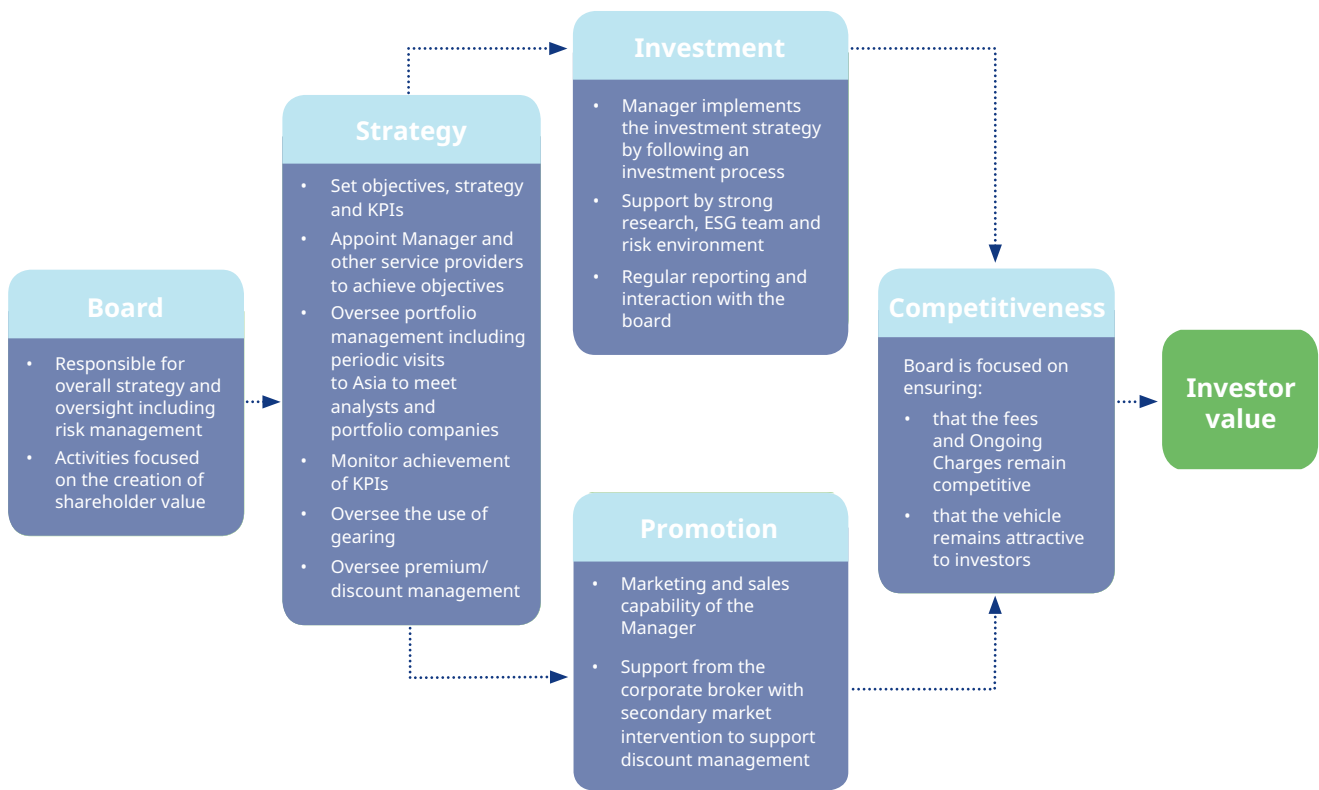 Board
• Responsible for
overall strategy and
oversight including
risk management
• Activities focused
on the creation of
shareholder value
Strategy
• Set objectives, strategy
and KPIs
• Appoint Manager and
other service providers
to achieve objectives
• Oversee portfolio
management including
periodic visits
to Asia to meet
analysts and
portfolio companies
• Monitor achievement
of KPIs
• Oversee the use of
gearing
• Oversee premium/
discount management
Investment
• Manager implements
the investment strategy
by following an
investment process
• Support by strong
research, ESG team and
risk environment
• Regular reporting and
interaction with the
board
Promotion
• Marketing and sales
capability of the
Manager
• Support from the
corporate broker with
secondary market
intervention to support
discount management
Competitiveness
Board is focused on
ensuring:
• that the fees
and Ongoing
Charges remain
competitive
• that the vehicle
remains attractive
to investors
Investor
value